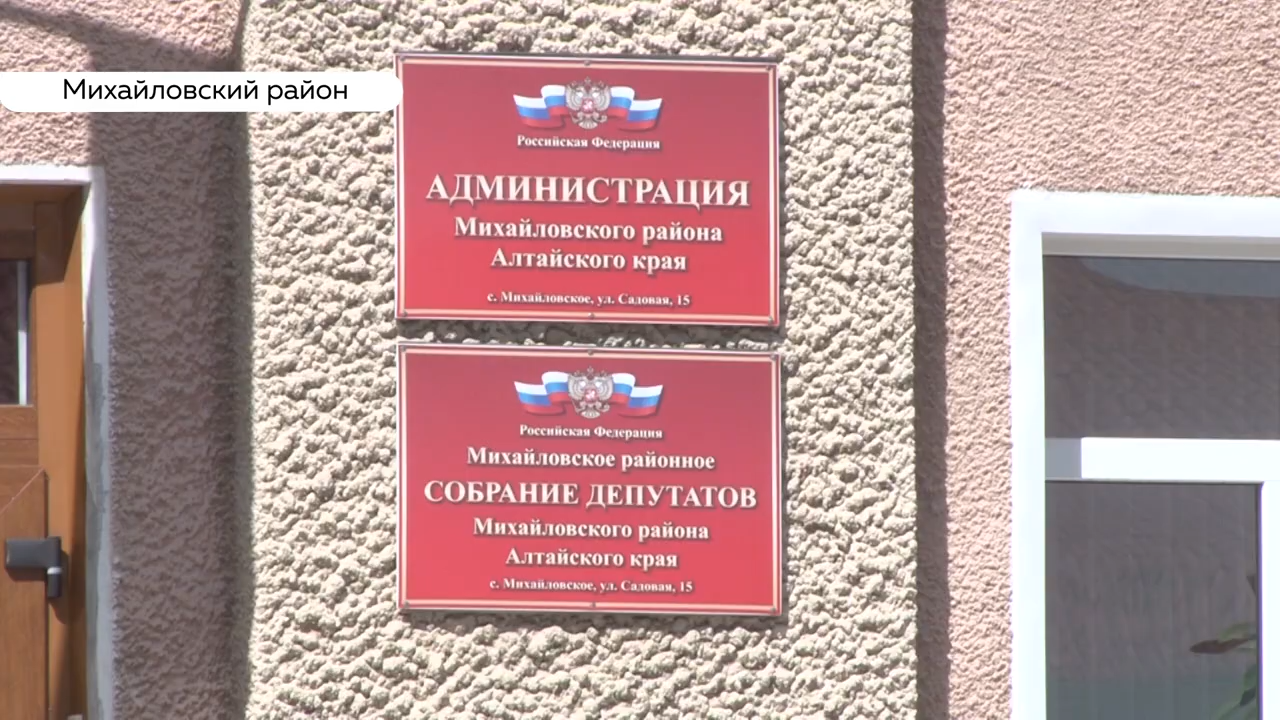 Михайловский район
Российская Федерация
АДМИНИСТРАЦИЯ
Михайловского района
Алтайского края
с. Михайловское, ул. Садовая, 15
Российская Федерация
Михайловское районное
СОБРАНИЕ ДЕПУТАТОВ
Михайловского района
Алтайского края
с. Михайловское, ул. Садовая, 15